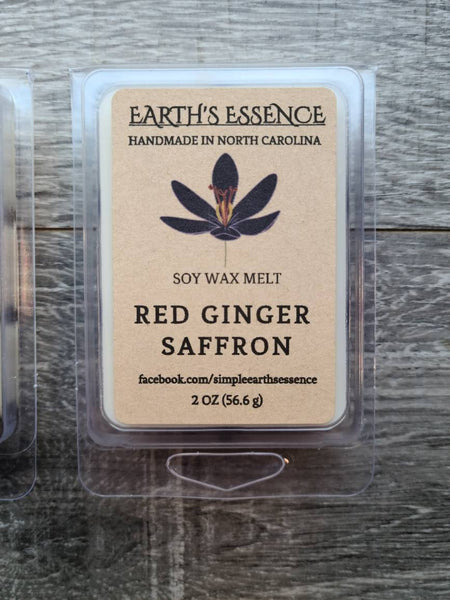 EARTH'S ESSENCE
HANDMADE IN NORTH CAROLINA
SOY WAX MELT
RED GINGER
SAFFRON
facebook.com/simpleearthsessence
2 OZ (56.6 g)